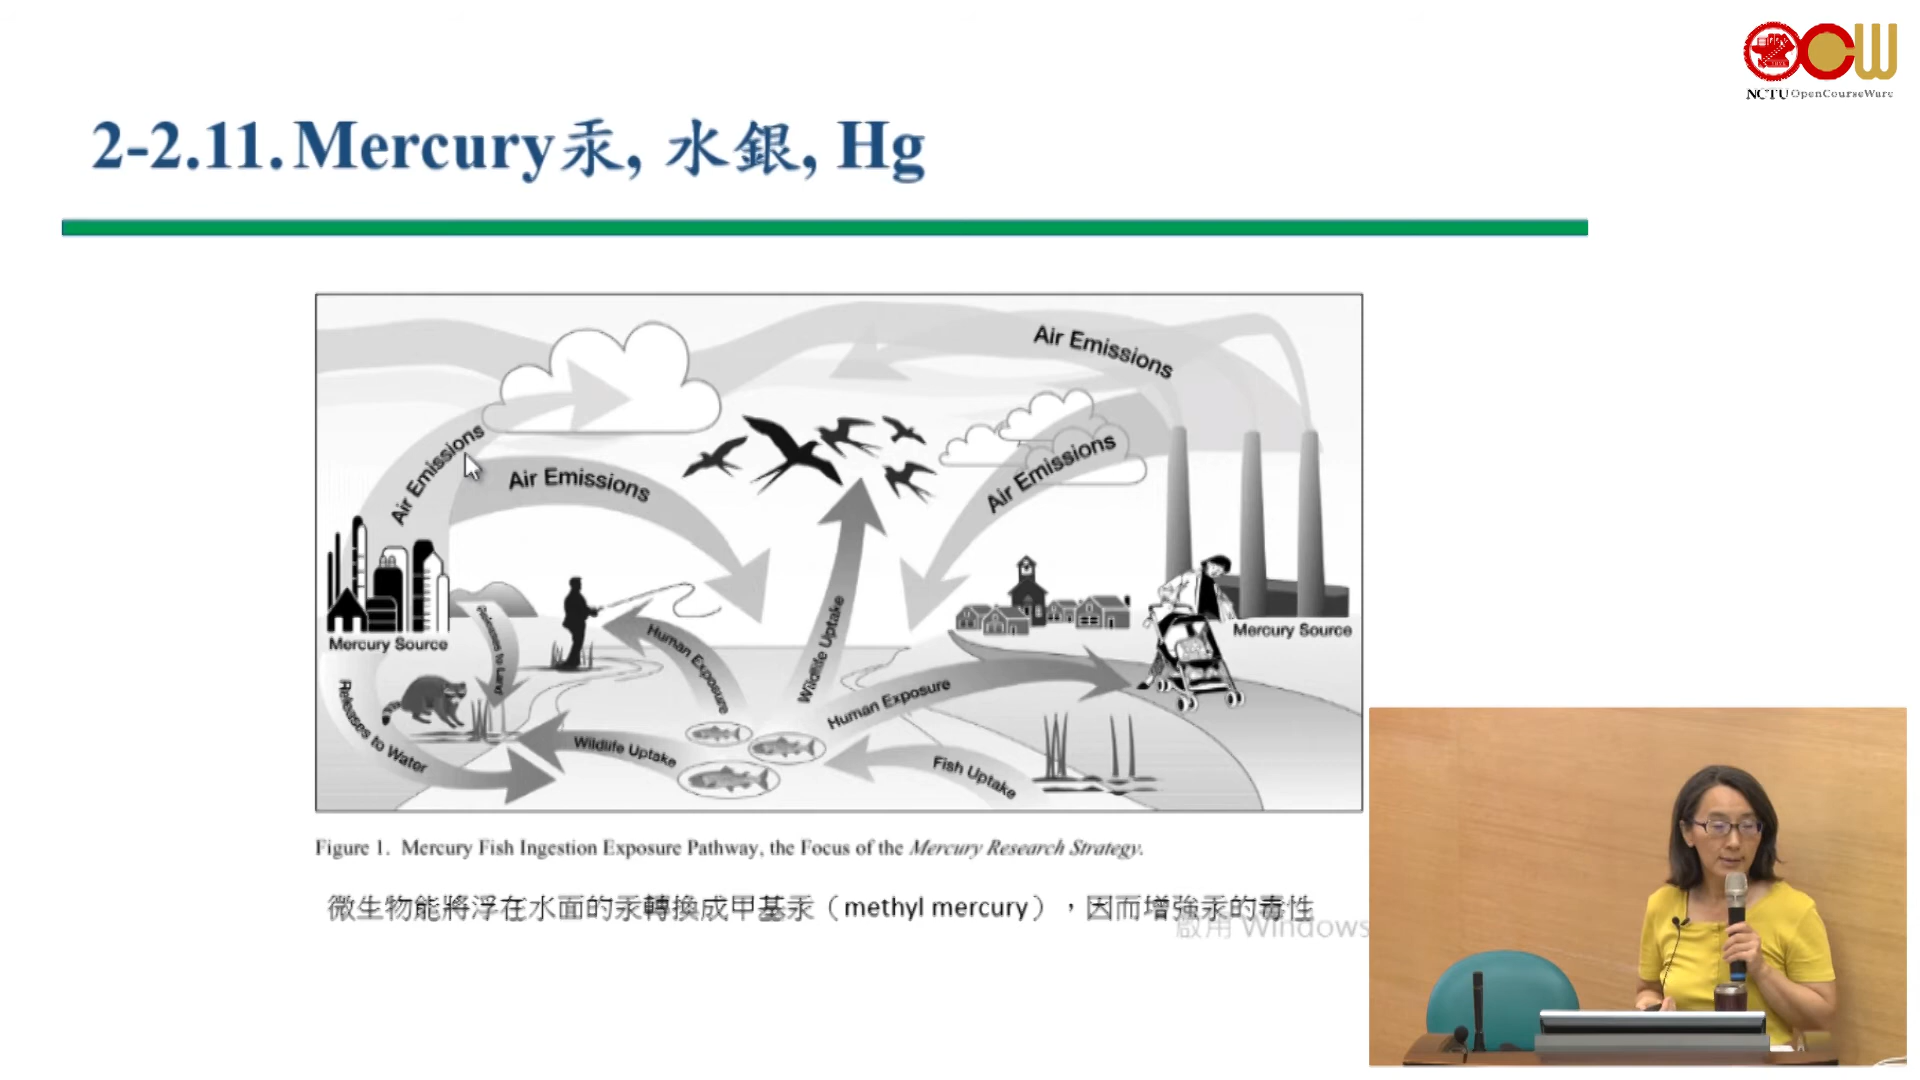 NCTU OpenCourseWare
2-2.11. Mercury汞, 水銀, Hg
Air Emissions
Air Emissions
Air Emissions
Air Emissions
Mercury Source
Mercury Source
Releases to Land
Releases to Water
Human Exposure
Wildlife Uptake
Human Exposure
Wildlife Uptake
Fish Uptake
Figure 1. Mercury Fish Ingestion Exposure Pathway, the Focus of the Mercury Research Strategy.
微生物能將浮在水面的汞轉換成甲基汞（methyl mercury），因而增強汞的毒性
啟用 Windows